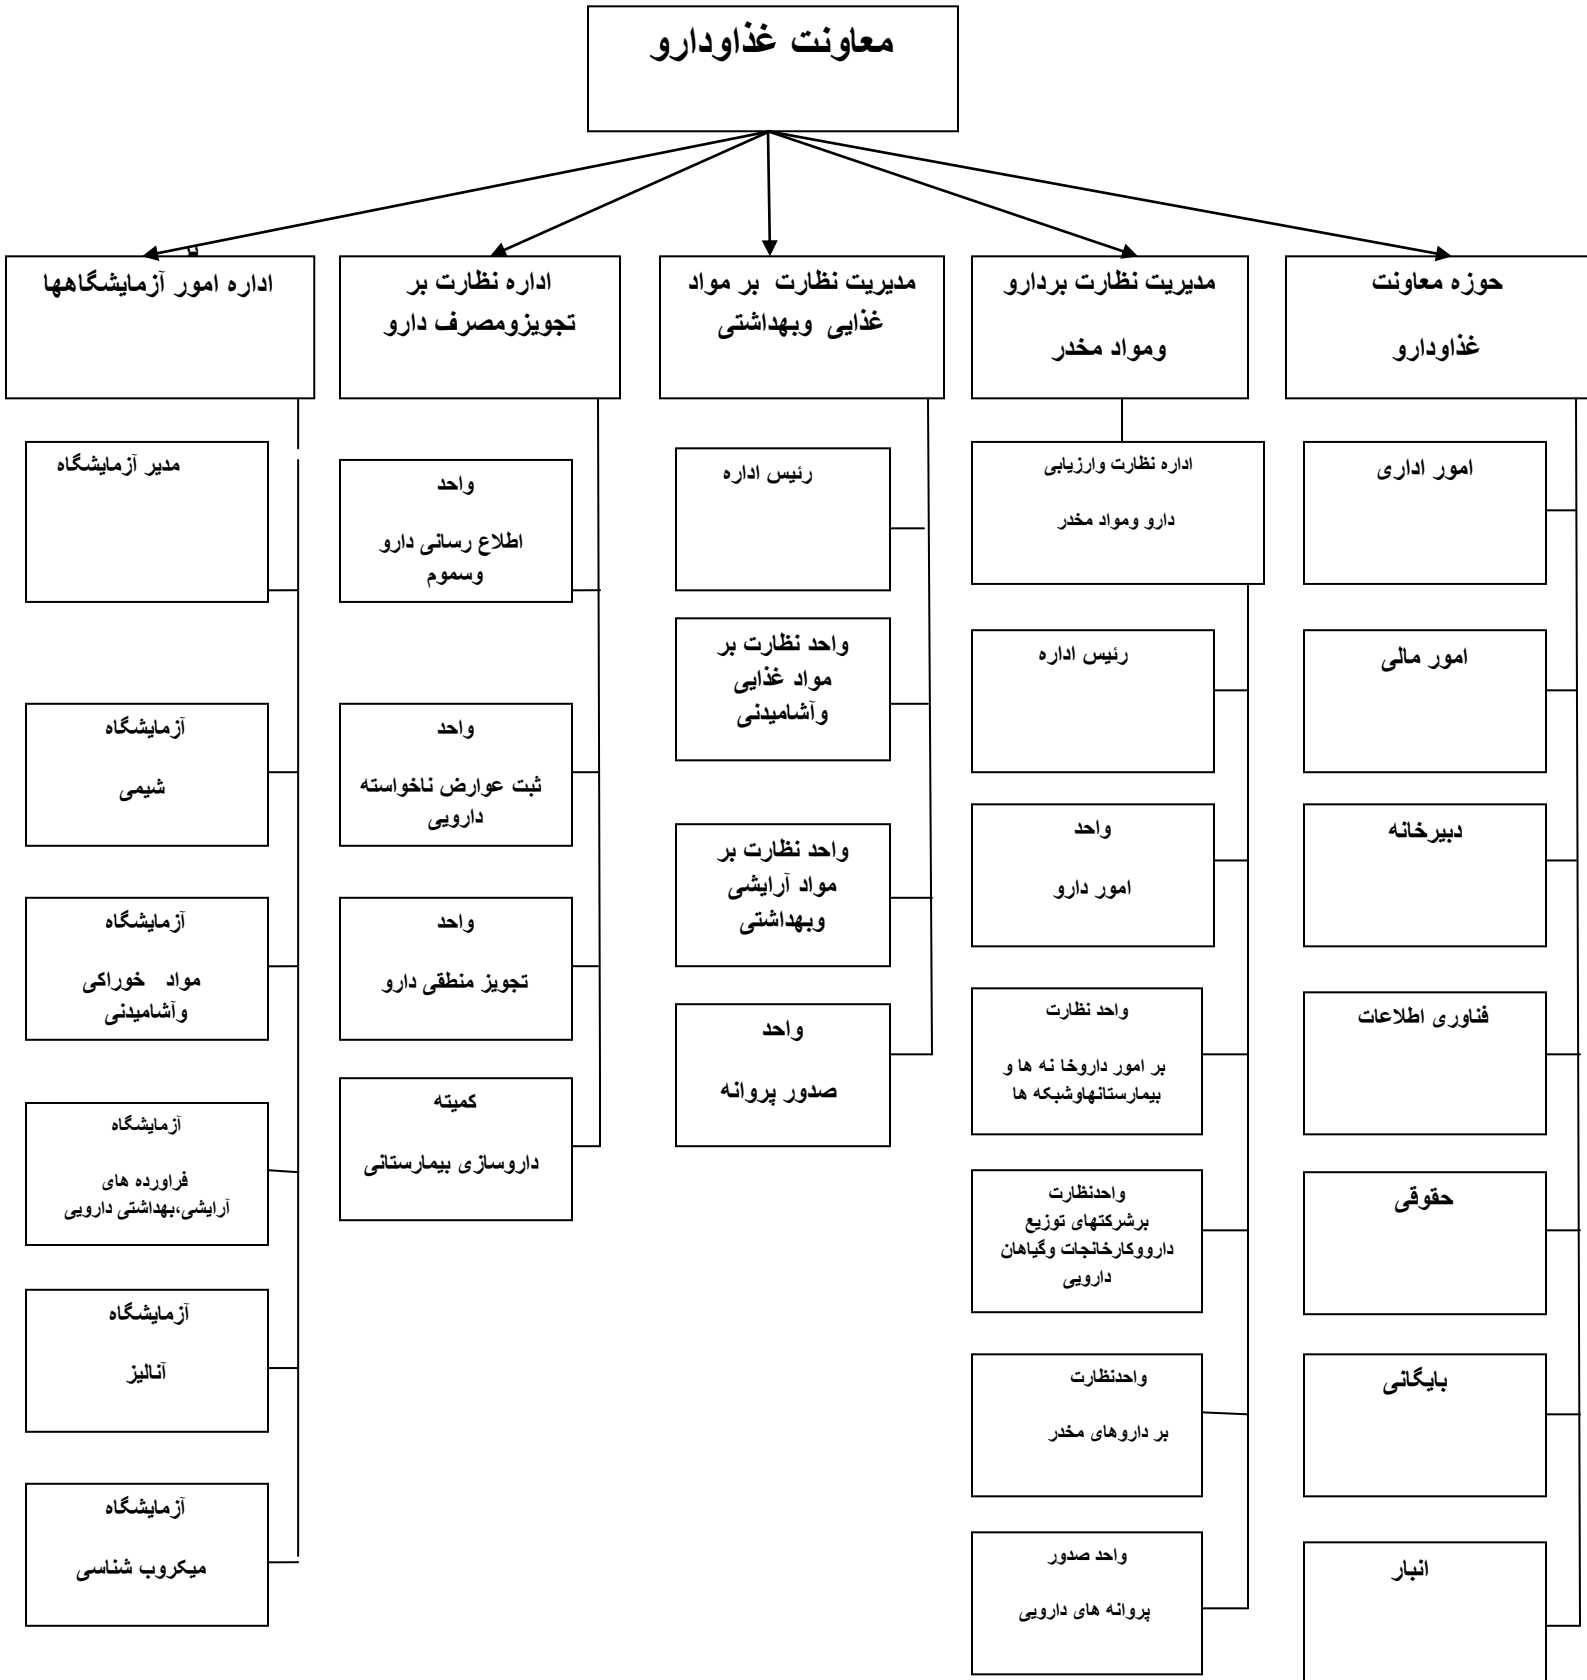 معاونت غذاودارو
حوزه معاونت
غذاودارو
امور اداری
امور مالی
دبیرخانه
فناوری اطلاعات
حقوقی
بایگانی
انبار
مدیریت نظارت بردارو
ومواد مخدر
اداره نظارت وارزیابی
دارو ومواد مخدر
رئیس اداره
واحد
امور دارو
واحد نظارت
بر امور داروخا نه ها و
بیمارستانهاوشبکه ها
واحدنظارت
برشرکتهای توزیع
داروو‌کارخانجات وگیاهان
دارویی
واحدنظارت
بر داروهای مخدر
واحد صدور
پروانه های دارویی
مدیریت نظارت بر مواد
غذایی وبهداشتی
رئیس اداره
واحد نظارت بر
مواد غذایی
وآشامیدنی
واحد نظارت بر
مواد آرایشی
وبهداشتی
واحد
صدور پروانه
اداره نظارت بر
تجویزومصرف دارو
واحد
اطلاع رسانی دارو
وسموم
واحد
ثبت عوارض ناخواسته
دارویی
واحد
تجویز منطقی دارو
کمیته
داروسازی بیمارستانی
اداره امور آزمایشگاهها
مدیر آزمایشگاه
آزمایشگاه
شیمی
آزمایشگاه
مواد خوراکی
وآشامیدنی
آزمایشگاه
فراورده های
آرایشی،بهداشتی دارویی
آزمایشگاه
آنالیز
آزمایشگاه
میکروب شناسی